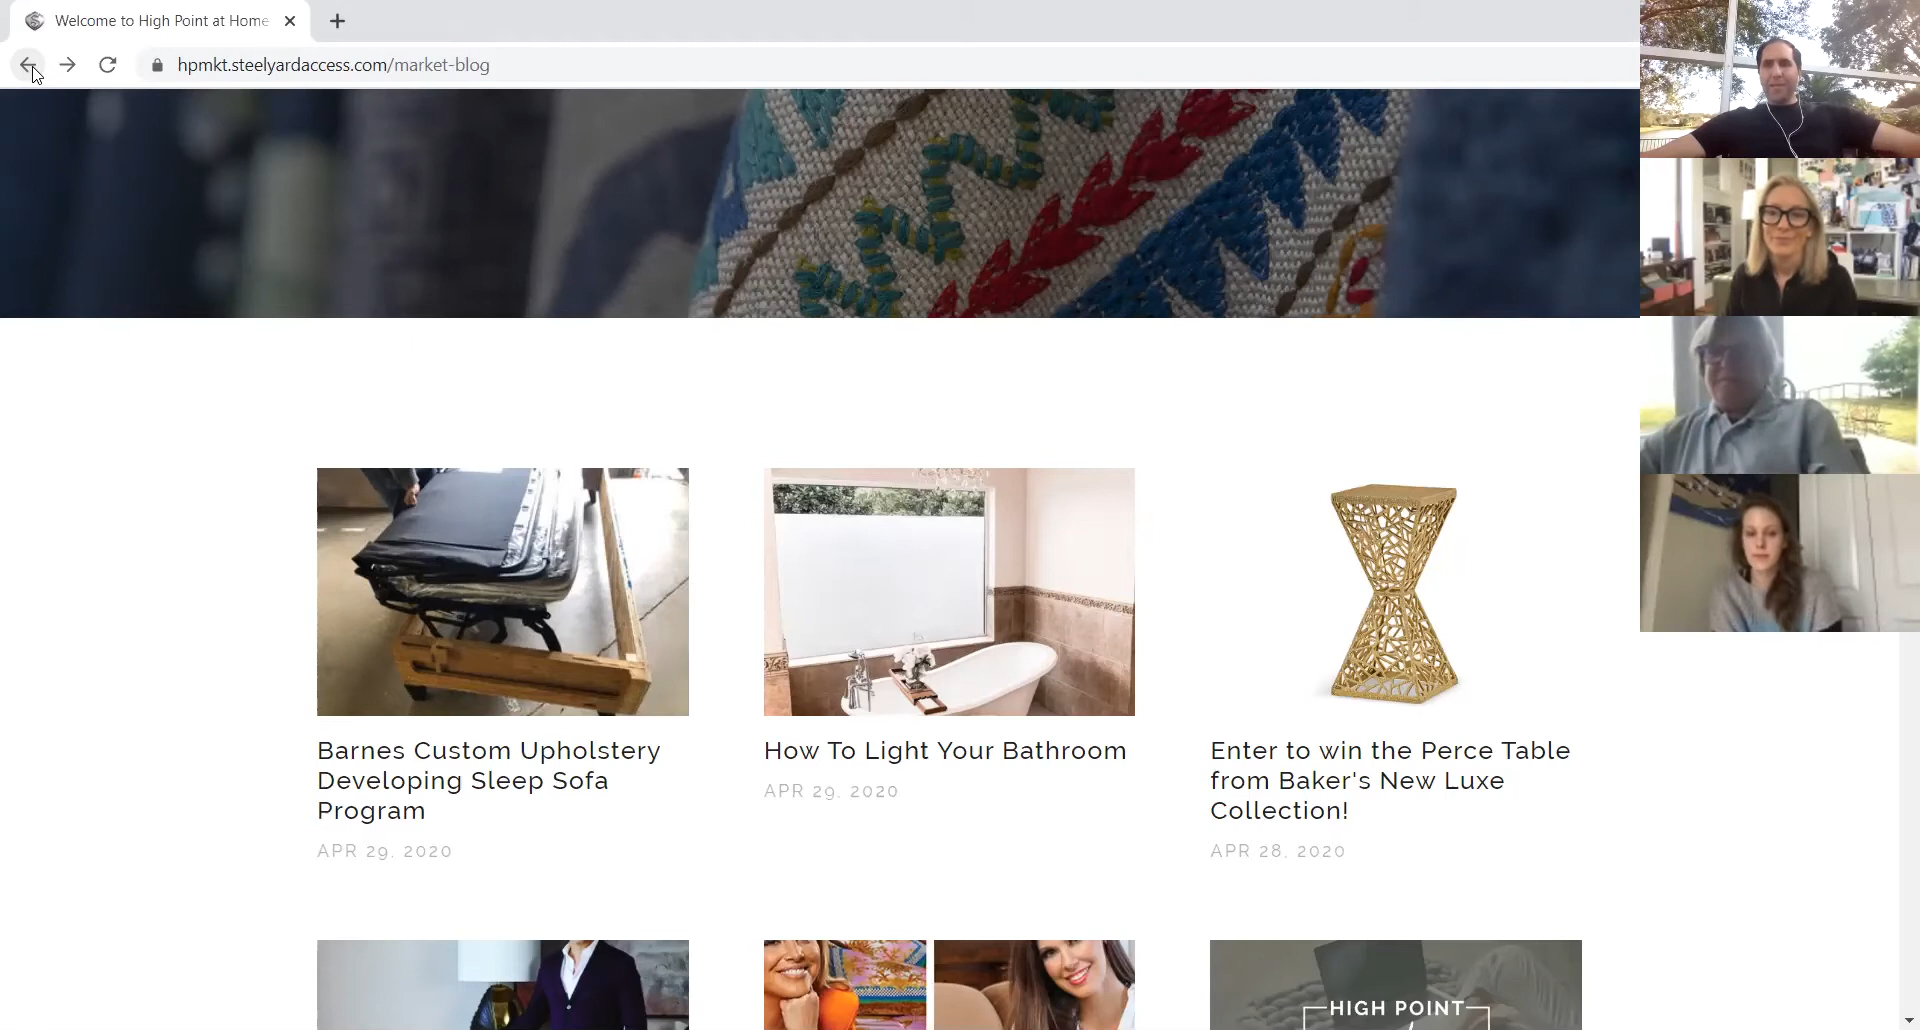 Welcome to High Point at Home
hpmkt.steelyardaccess.com/market-blog
Barnes Custom Upholstery
Developing Sleep Sofa
Program
APR 29, 2020
How To Light Your Bathroom
APR 29, 2020
Enter to win the Perce Table
from Baker's New Luxe
Collection!
APR 28, 2020
HIGH POINT